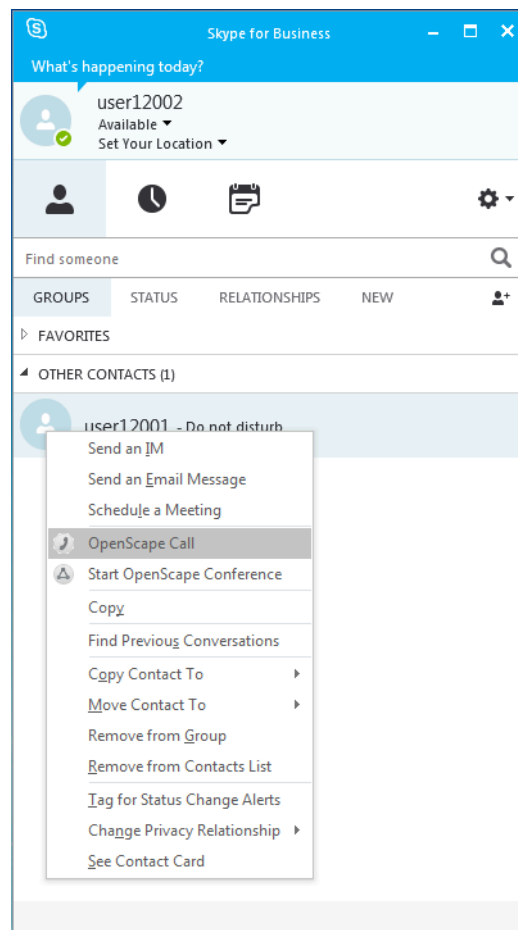 Skype for Business
What's happening today?
user12002
Available
Set Your Location
Find someone
GROUPS STATUS RELATIONSHIPS NEW
FAVORITES
OTHER CONTACTS (1)
user12001 - Do not disturb
Send an IM
Send an Email Message
Schedule a Meeting
OpenScape Call
Start OpenScape Conference
Copy
Find Previous Conversations
Copy Contact To
Move Contact To
Remove from Group
Remove from Contacts List
Tag for Status Change Alerts
Change Privacy Relationship
See Contact Card